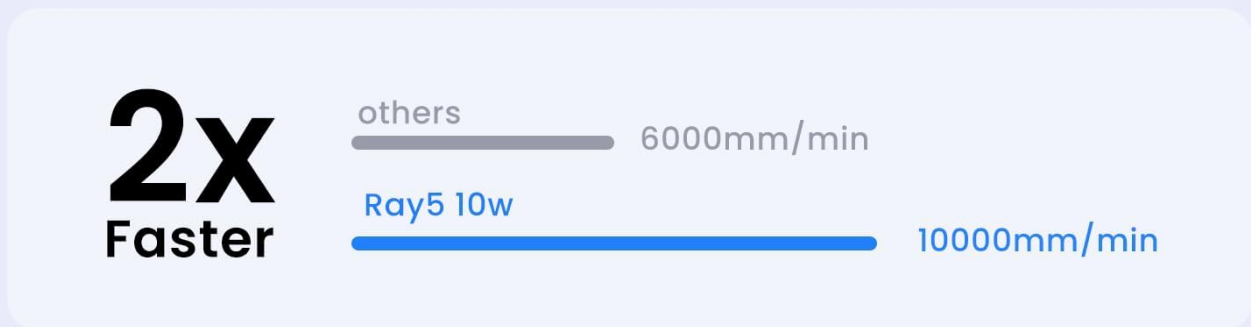 2x
Faster
others
6000mm/min
Ray5 10w
10000mm/min